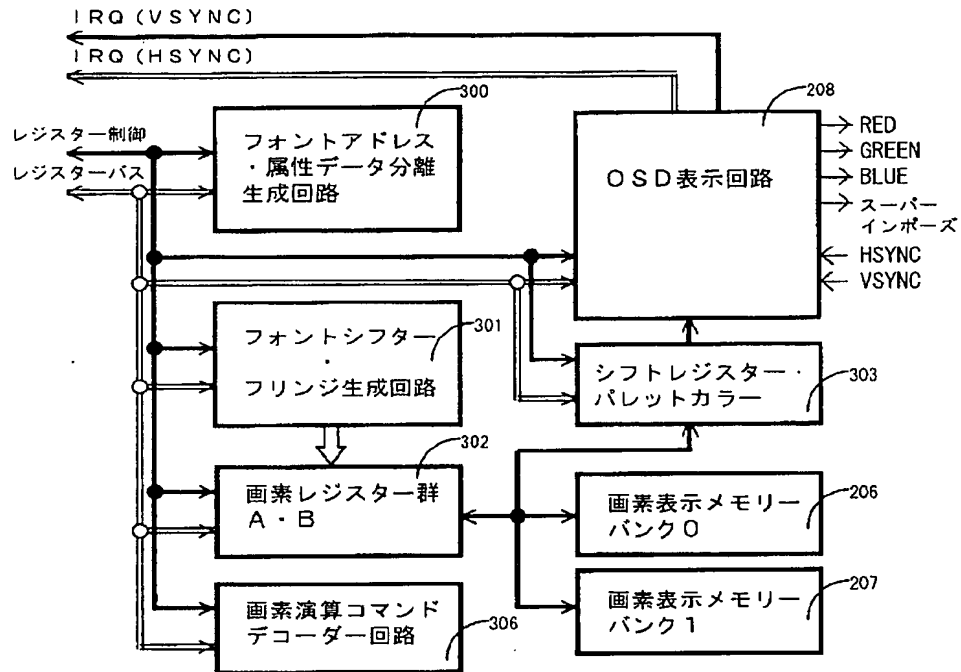 IRQ(VSYNC)
IRQ(HSYNC)
300
208
レジスター制御
レジスターバス
フォントアドレス
・属性データ分離
生成回路
OSD表示回路
RED
GREEN
BLUE
スーパー
インポーズ
HSYNC
VSYNC
フォントシフター
・
フリンジ生成回路
301
シフトレジスター・
パレットカラー
303
302
画素レジスター群
A・B
画素表示メモリー
バンク0
206
画素演算コマンド
デコーダー回路
306
画素表示メモリー
バンク1
207